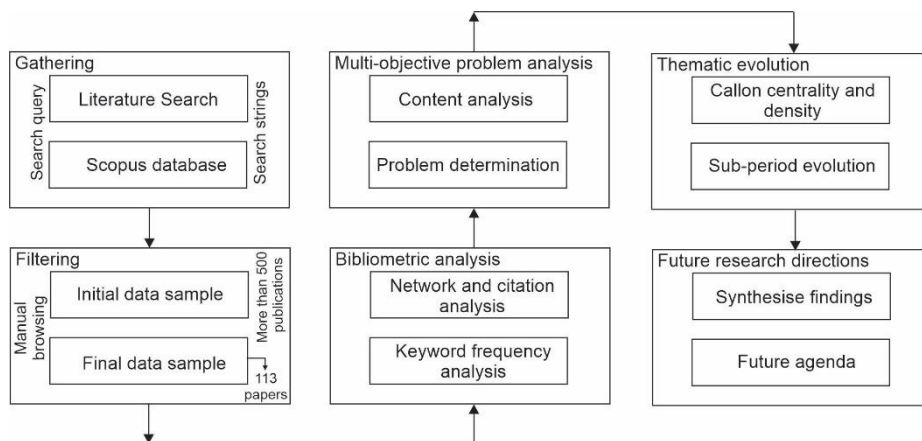 Gathering
Search query
Literature Search
Scopus database
Search strings
Filtering
Manual
browsing
Initial data sample
Final data sample
More than 500
publications
113
papers
Bibliometric analysis
Network and citation
analysis
Keyword frequency
analysis
Multi-objective problem analysis
Content analysis
Problem determination
Thematic evolution
Callon centrality and
density
Sub-period evolution
Future research directions
Synthesise findings
Future agenda